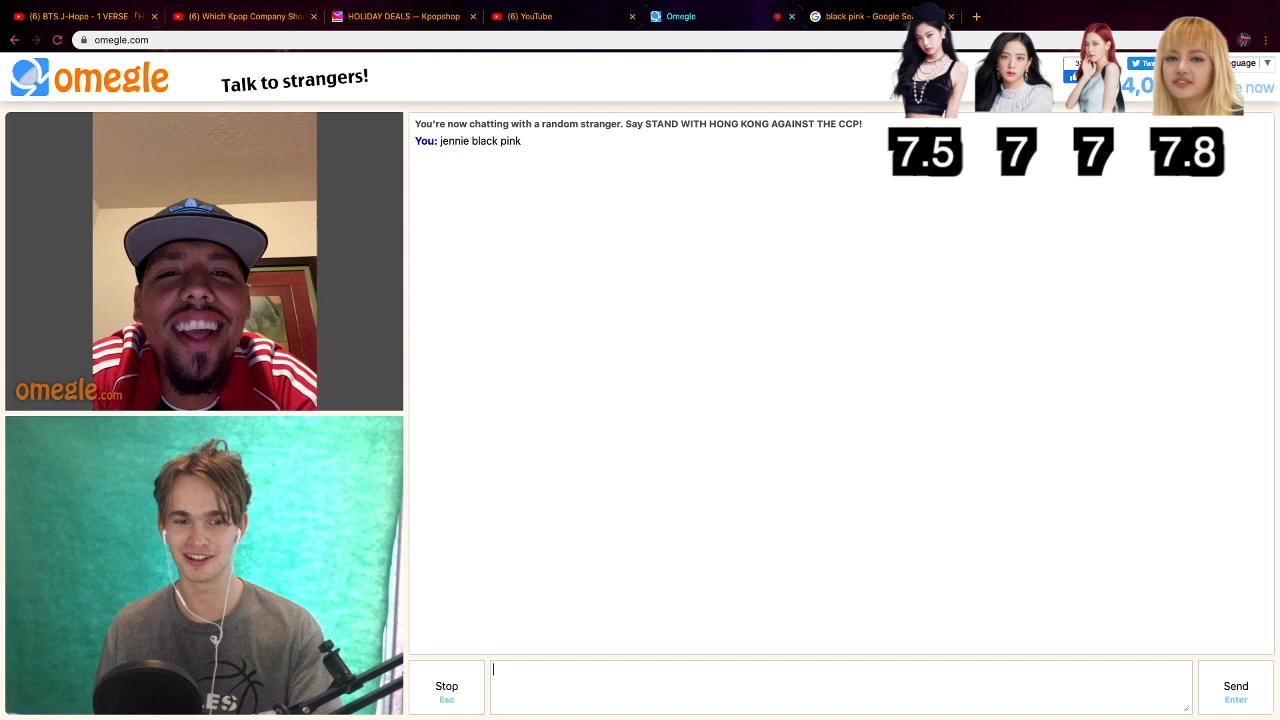 (6) BTS J-Hope - 1 VERSE 「H
(6) Which Kpop Company Sho
HOLIDAY DEALS — Kpopshop
(6) YouTube
Omegle
black pink - Google Se
omegle.com
omegle
Talk to strangers!
4,0
e now
You're now chatting with a random stranger. Say STAND WITH HONG KONG AGAINST THE CCP!
You: jennie black pink
7.5 7 7 7.8
omegle.com
Stop
Esc
Send
Enter